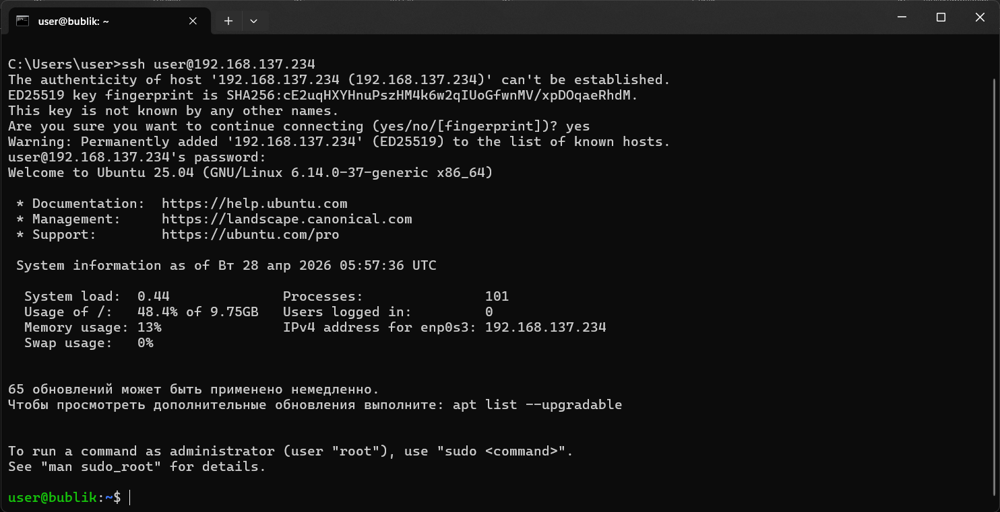 user@bublik: ~
C:\Users\user>ssh user@192.168.137.234
The authenticity of host '192.168.137.234 (192.168.137.234)' can't be established.
ED25519 key fingerprint is SHA256:cE2uqHXYHnuPszHM4k6w2qIUoGfwnMV/xpDOqaeRhdM.
This key is not known by any other names.
Are you sure you want to continue connecting (yes/no/[fingerprint])? yes
Warning: Permanently added '192.168.137.234' (ED25519) to the list of known hosts.
user@192.168.137.234's password:
Welcome to Ubuntu 25.04 (GNU/Linux 6.14.0-37-generic x86_64)

 * Documentation:  https://help.ubuntu.com
 * Management:     https://landscape.canonical.com
 * Support:        https://ubuntu.com/pro

 System information as of Вт 28 апр 2026 05:57:36 UTC

  System load:  0.44              Processes:               101
  Usage of /:   48.4% of 9.75GB   Users logged in:         0
  Memory usage: 13%               IPv4 address for enp0s3: 192.168.137.234
  Swap usage:   0%

65 обновлений может быть применено немедленно.
Чтобы просмотреть дополнительные обновления выполните: apt list --upgradable

To run a command as administrator (user "root"), use "sudo <command>".
See "man sudo_root" for details.

user@bublik:~$